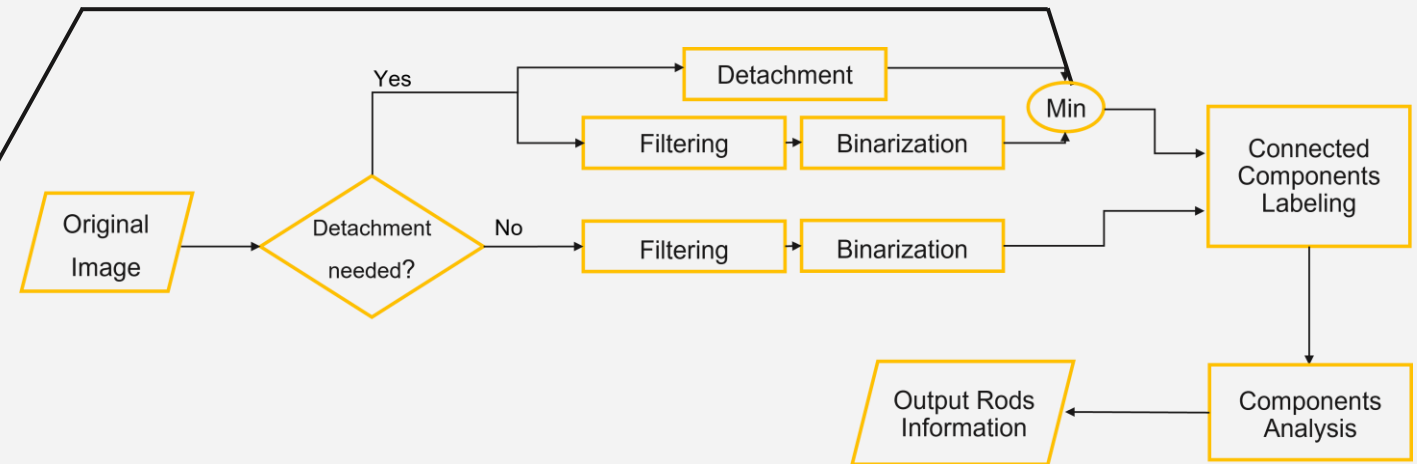 Yes
Detachment
Min
Filtering
Binarization
Connected
Components
Labeling
Original
Image
Detachment
needed?
No
Filtering
Binarization
Output Rods
Information
Components
Analysis